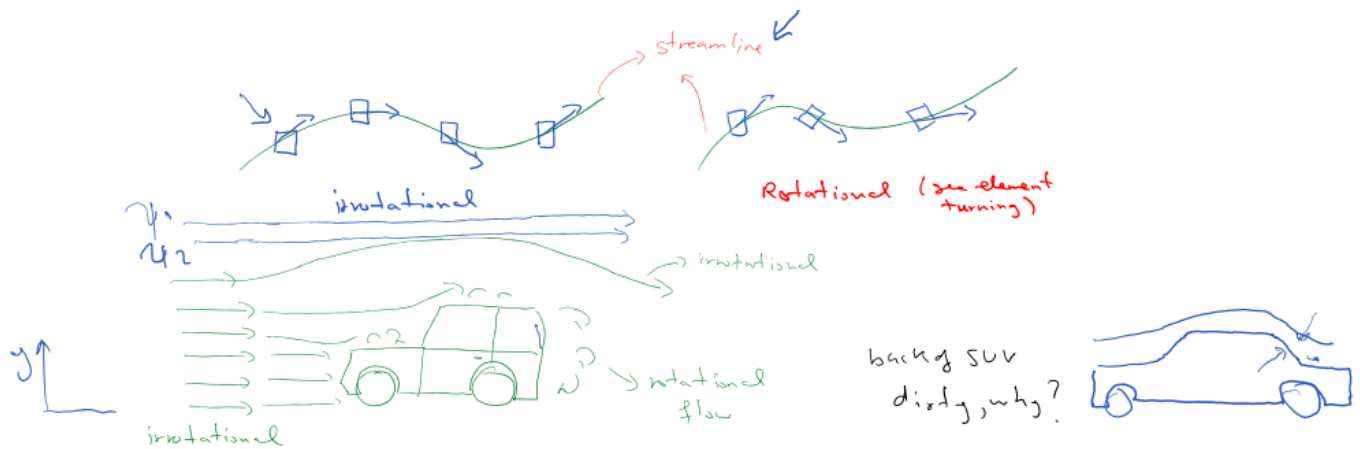 streamline
irrotational
Rotational (see element
turning)
ψ1
ψ2
irrotational
y
rotational
flow
irrotational
back of SUV
dirty, why?